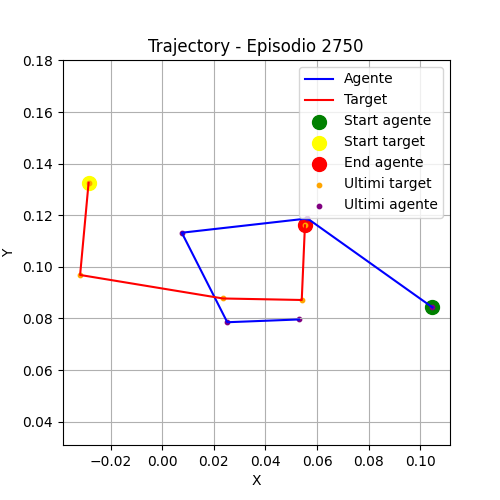 Trajectory - Episodio 2750
Agente
Target
Start agente
Start target
End agente
Ultimi target
Ultimi agente
Y
0.18
0.16
0.14
0.12
0.10
0.08
0.06
0.04
−0.02
0.00
0.02
0.04
0.06
0.08
0.10
X